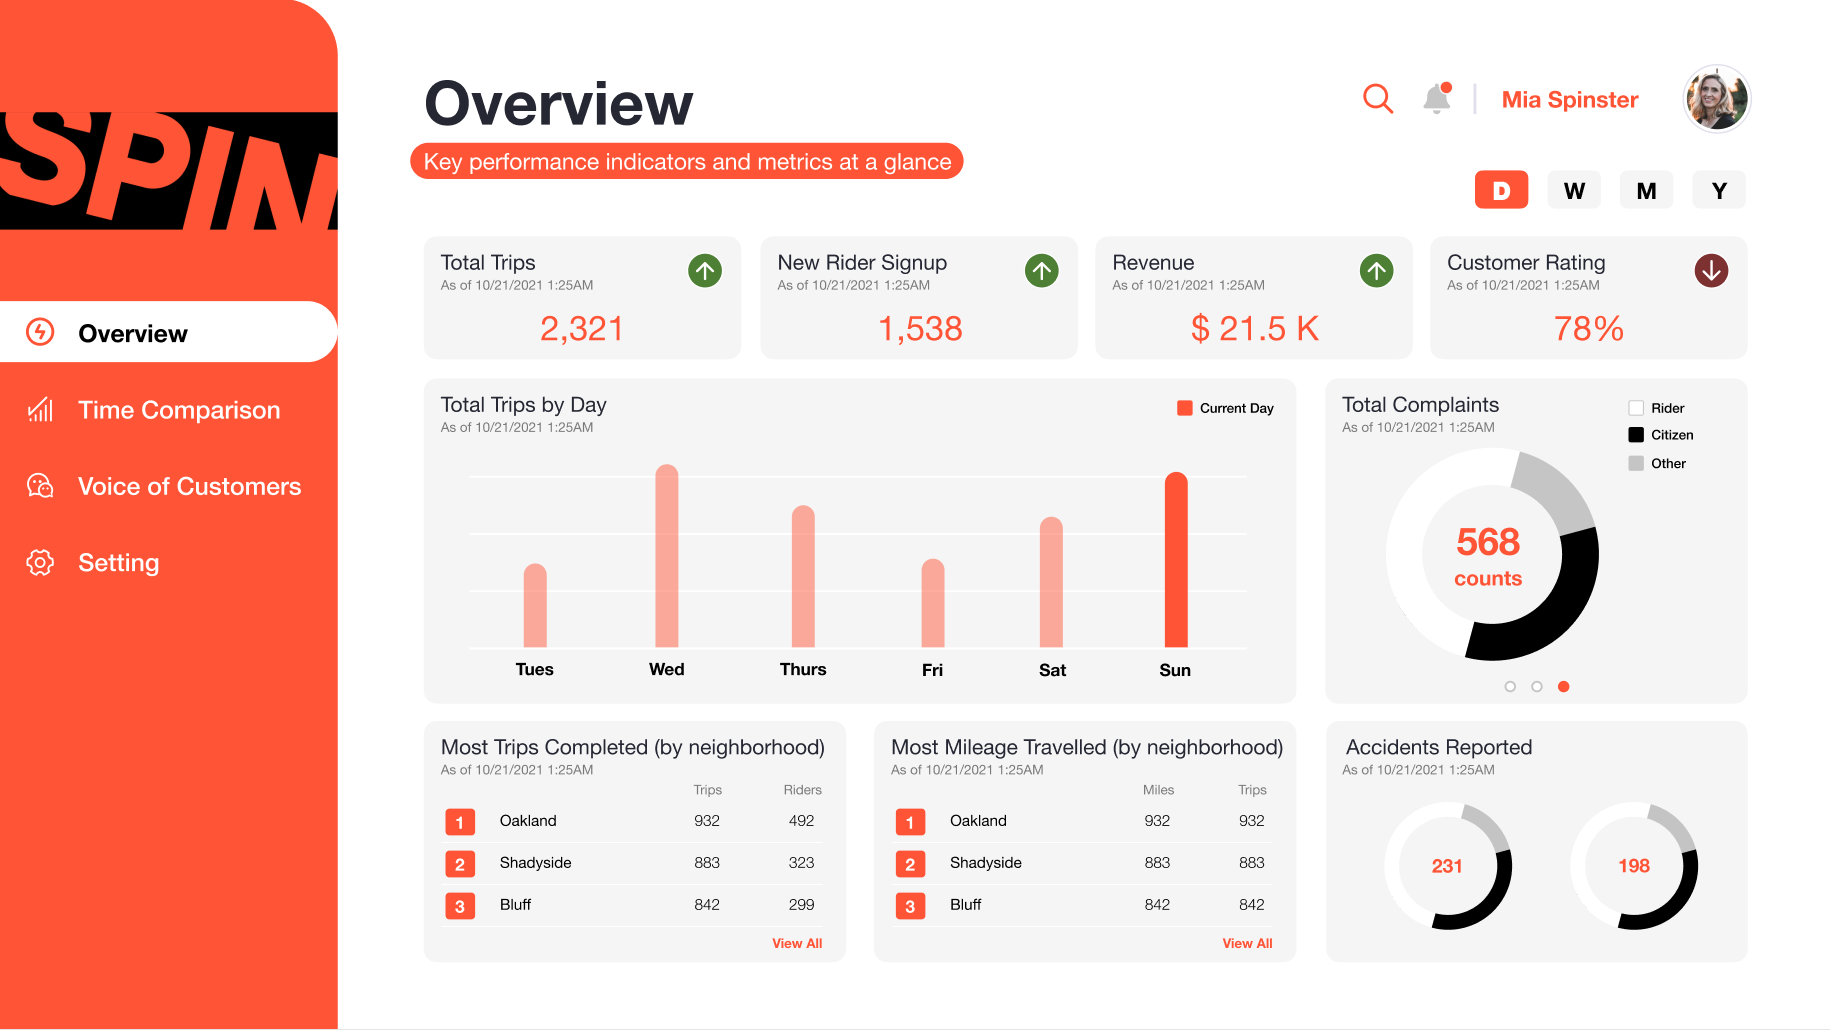 SPIN
Overview
Time Comparison
Voice of Customers
Setting
Overview
Key performance indicators and metrics at a glance
Mia Spinster
D W M Y
Total Trips
As of 10/21/2021 1:25AM
2,321
New Rider Signup
As of 10/21/2021 1:25AM
1,538
Revenue
As of 10/21/2021 1:25AM
$ 21.5 K
Customer Rating
As of 10/21/2021 1:25AM
78%
Total Trips by Day
As of 10/21/2021 1:25AM
Current Day
Tues Wed Thurs Fri Sat Sun
Total Complaints
As of 10/21/2021 1:25AM
Rider
Citizen
Other
568
counts
Most Trips Completed (by neighborhood)
As of 10/21/2021 1:25AM
Trips Riders
1 Oakland 932 492
2 Shadyside 883 323
3 Bluff 842 299
View All
Most Mileage Travelled (by neighborhood)
As of 10/21/2021 1:25AM
Miles Trips
1 Oakland 932 932
2 Shadyside 883 883
3 Bluff 842 842
View All
Accidents Reported
As of 10/21/2021 1:25AM
231
198